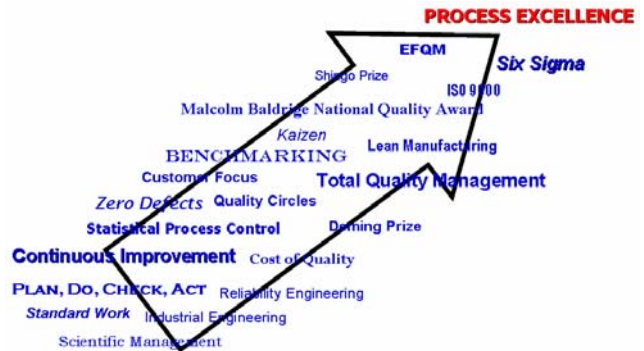 PROCESS EXCELLENCE
EFQM
Six Sigma
Shingo Prize
ISO 9000
Malcolm Baldrige National Quality Award
Kaizen
Lean Manufacturing
BENCHMARKING
Customer Focus
Total Quality Management
Zero Defects
Quality Circles
Statistical Process Control
Deming Prize
Continuous Improvement
Cost of Quality
PLAN, DO, CHECK, ACT
Reliability Engineering
Standard Work
Industrial Engineering
Scientific Management